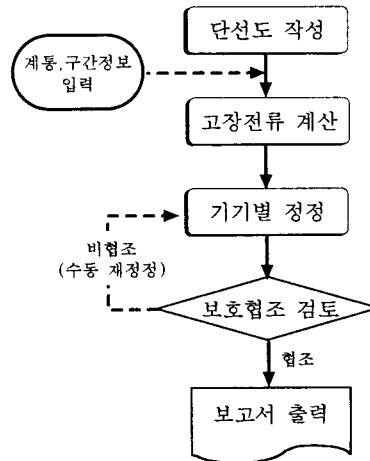 단선도 작성
계통,구간정보
입력
고장전류 계산
기기별 정정
비협조
(수동 재정정)
보호협조 검토
협조
보고서 출력